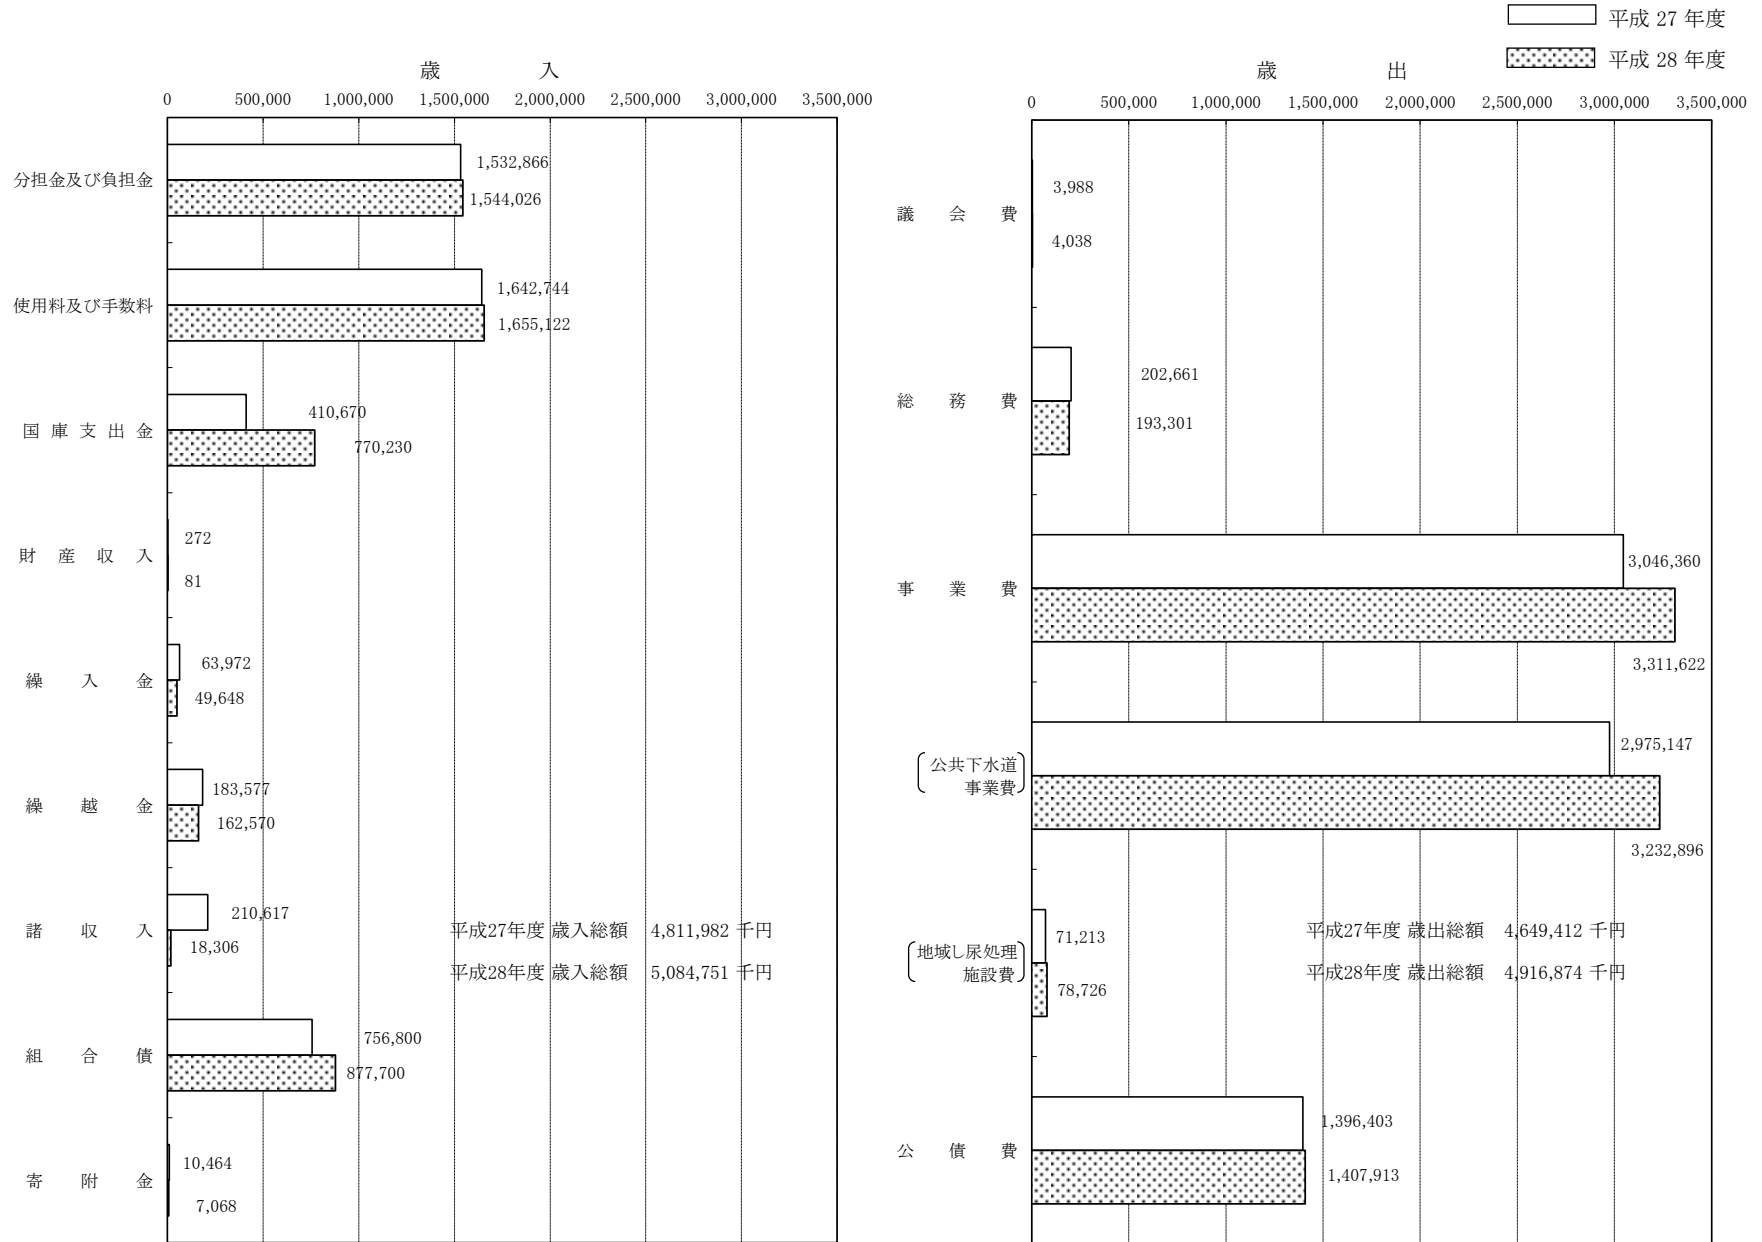 平成 27 年度
平成 28 年度
歳 入
0 500,000 1,000,000 1,500,000 2,000,000 2,500,000 3,000,000 3,500,000
分担金及び負担金
1,532,866
1,544,026
使用料及び手数料
1,642,744
1,655,122
国 庫 支 出 金
410,670
770,230
財 産 収 入
272
81
繰 入 金
63,972
49,648
繰 越 金
183,577
162,570
諸 収 入
210,617
18,306
平成27年度 歳入総額 4,811,982 千円
平成28年度 歳入総額 5,084,751 千円
組 合 債
756,800
877,700
寄 附 金
10,464
7,068
歳 出
0 500,000 1,000,000 1,500,000 2,000,000 2,500,000 3,000,000 3,500,000
議 会 費
3,988
4,038
総 務 費
202,661
193,301
事 業 費
3,046,360
3,311,622
公共下水道
事業費
2,975,147
3,232,896
地域し尿処理
施設費
71,213
78,726
平成27年度 歳出総額 4,649,412 千円
平成28年度 歳出総額 4,916,874 千円
公 債 費
1,396,403
1,407,913